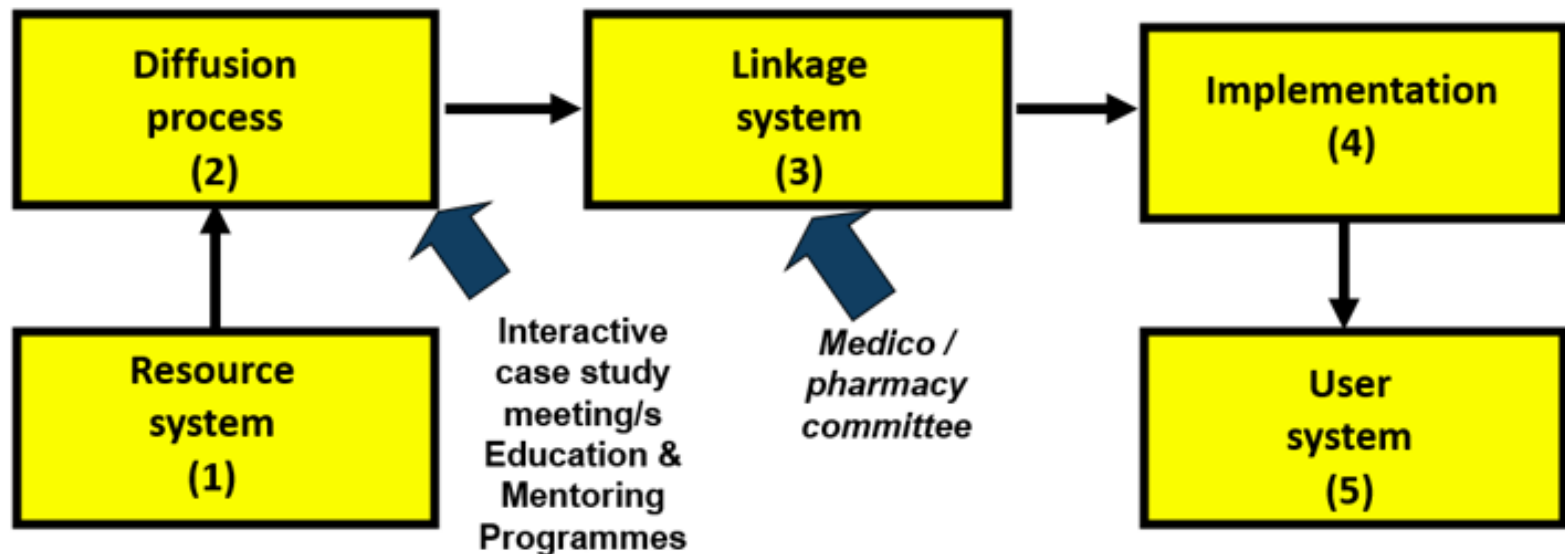 Diffusion
process
(2)
Linkage
system
(3)
Implementation
(4)
Resource
system
(1)
Interactive
case study
meeting/s
Education &
Mentoring
Programmes
Medico /
pharmacy
committee
User
system
(5)